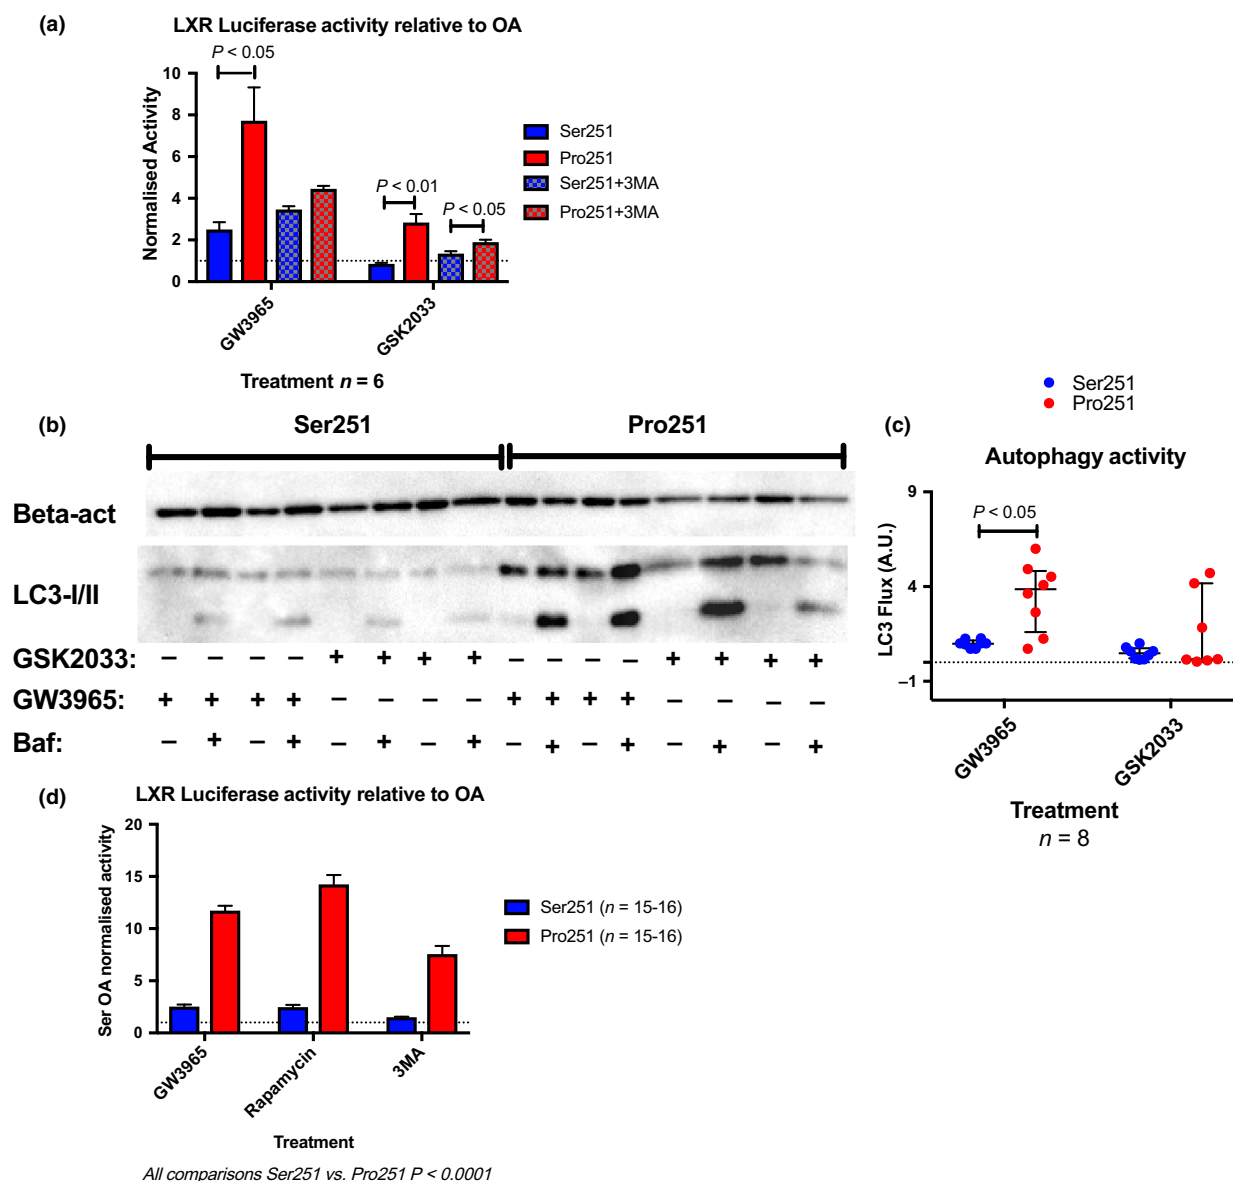 (a)
LXR Luciferase activity relative to OA
P < 0.05
10
8
6
4
2
0
Normalised Activity
P < 0.01
P < 0.05
Ser251
Pro251
Ser251+3MA
Pro251+3MA
GW3965
GSK2033
Treatment n = 6
(b)
Ser251
Pro251
Beta-act
LC3-I/II
GSK2033: – – – – + + + + – – – – + + + +
GW3965: + + + + – – – – + + + + – – – –
Baf: – + – + – + – + – + – + – + – +
(c)
Ser251
Pro251
Autophagy activity
P < 0.05
9
4
–1
LC3 Flux (A.U.)
GW3965
GSK2033
Treatment
n = 8
(d)
LXR Luciferase activity relative to OA
20
15
10
5
0
Ser OA normalised activity
Ser251 (n = 15-16)
Pro251 (n = 15-16)
GW3965
Rapamycin
3MA
Treatment
All comparisons Ser251 vs. Pro251 P < 0.0001